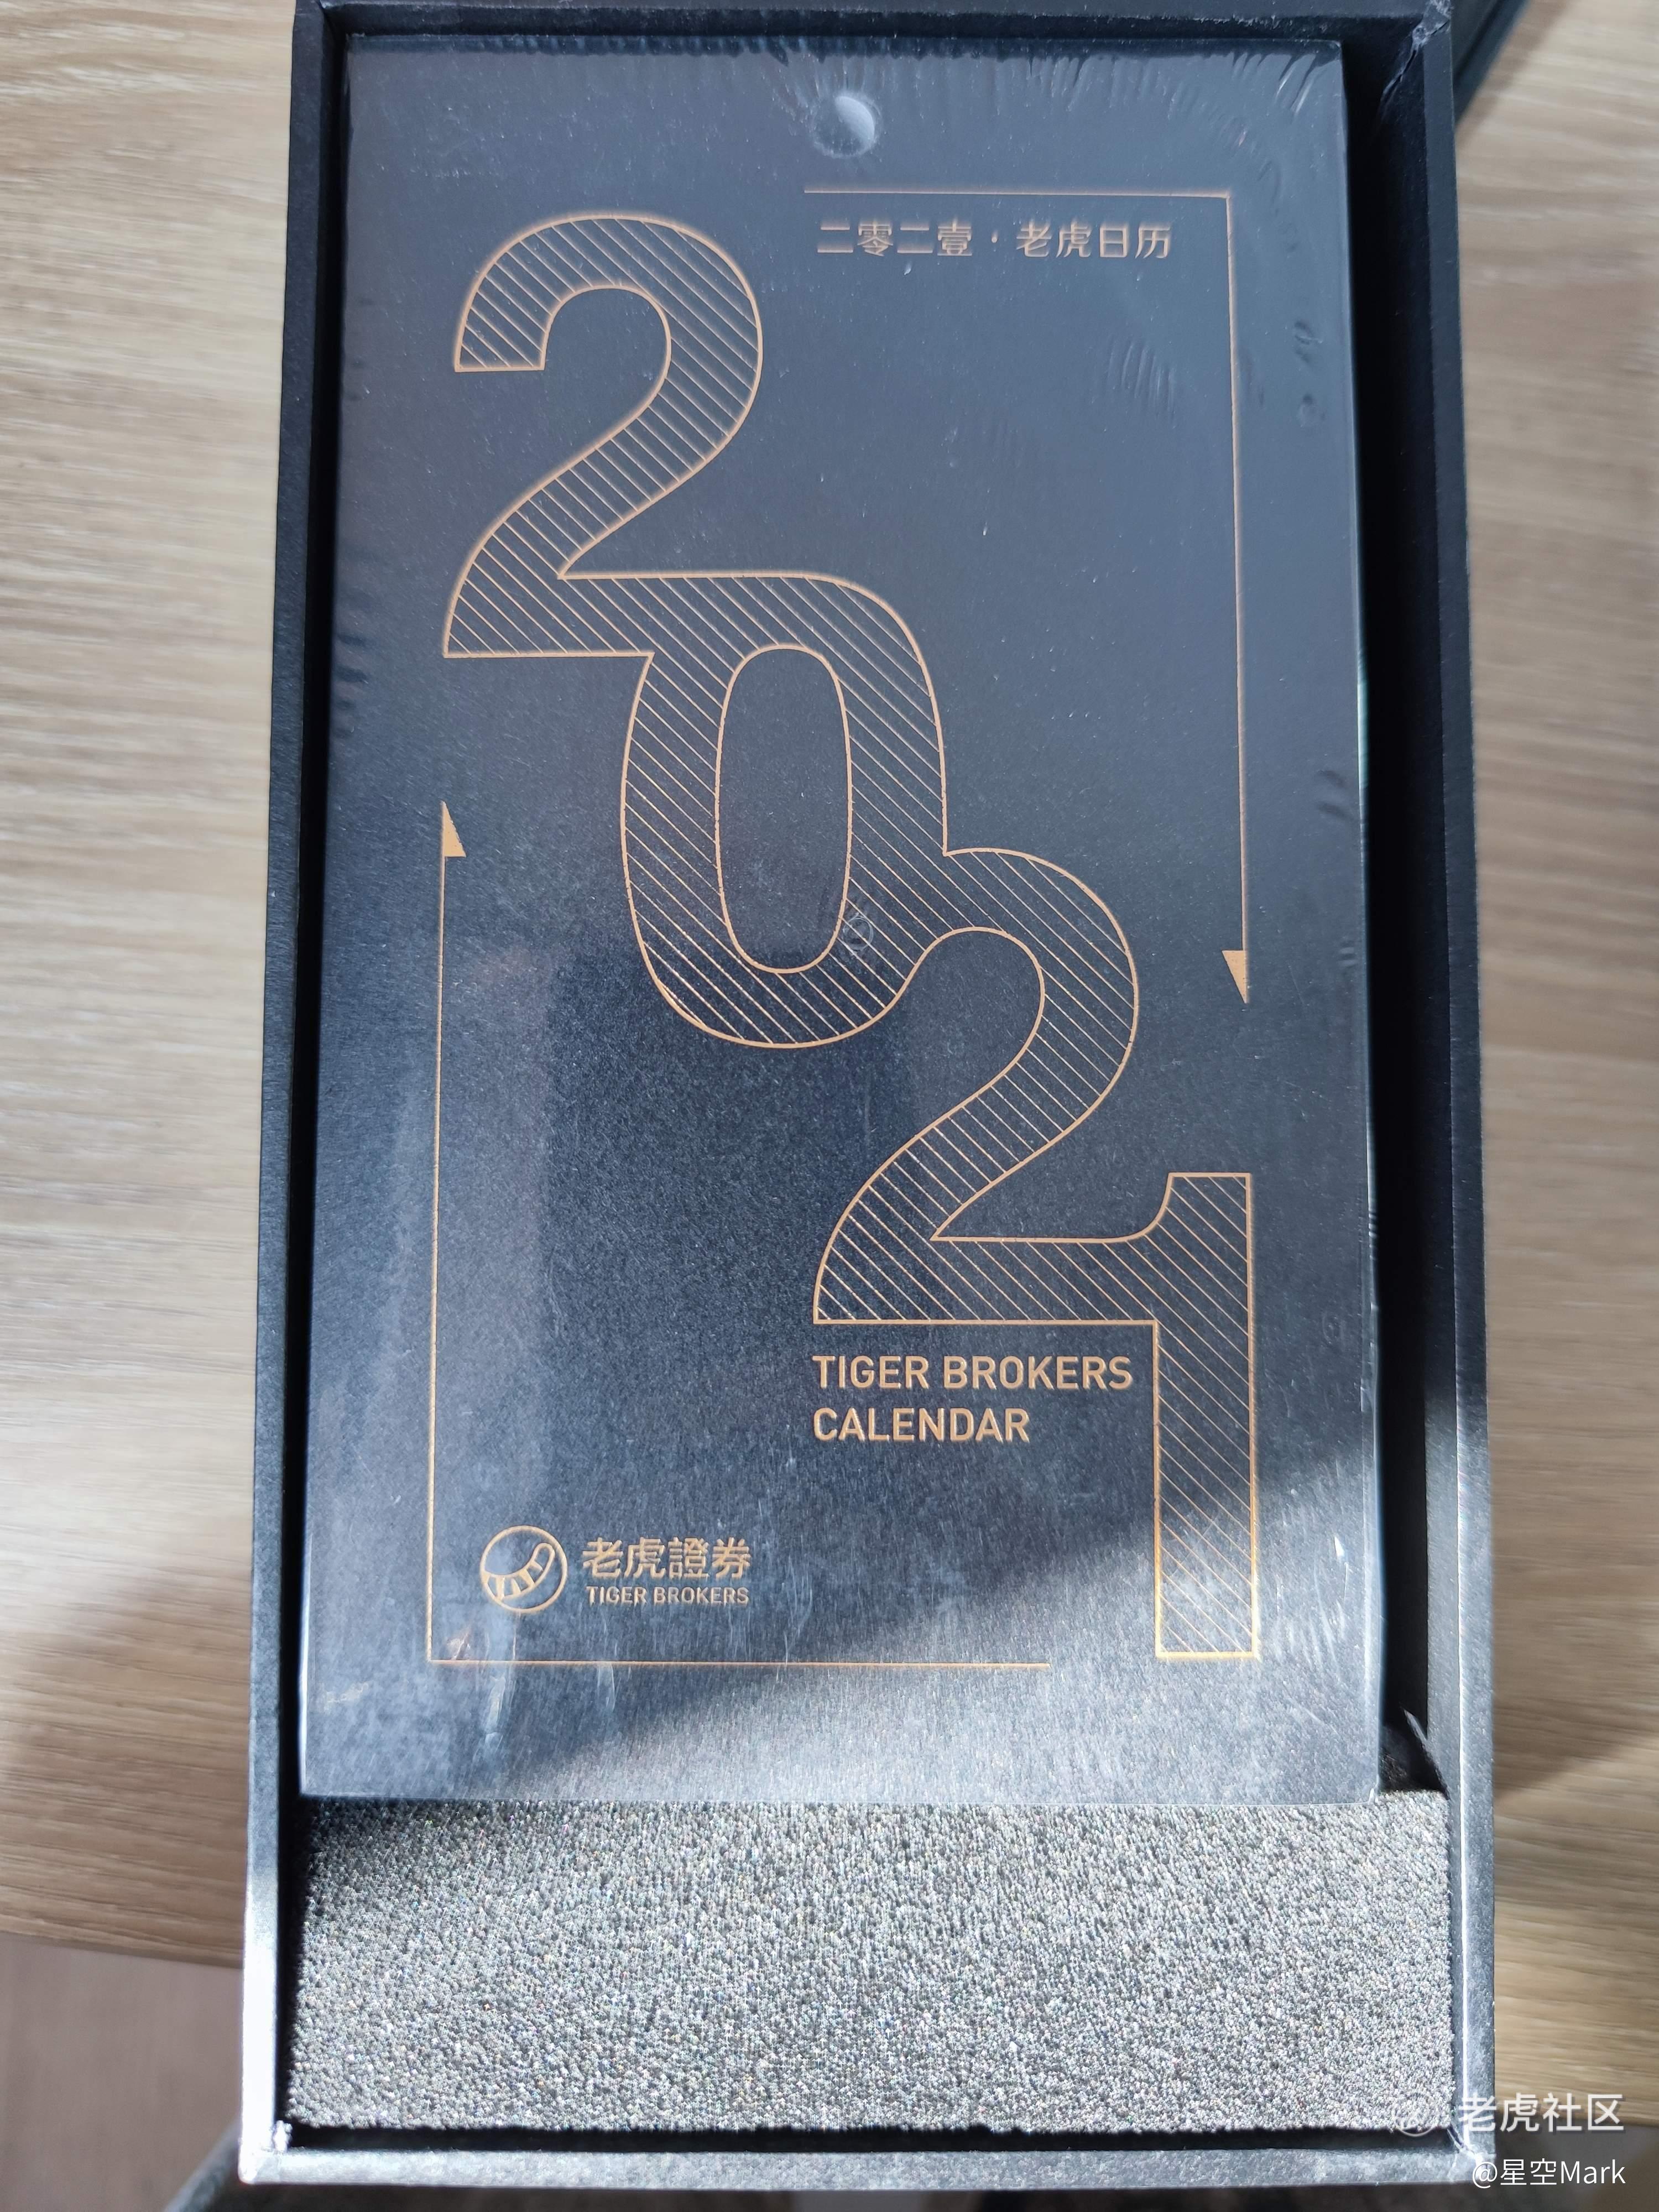 二零二壹·老虎日历
2021
TIGER BROKERS
CALENDAR
老虎證券
TIGER BROKERS
老虎社区
@星空Mark